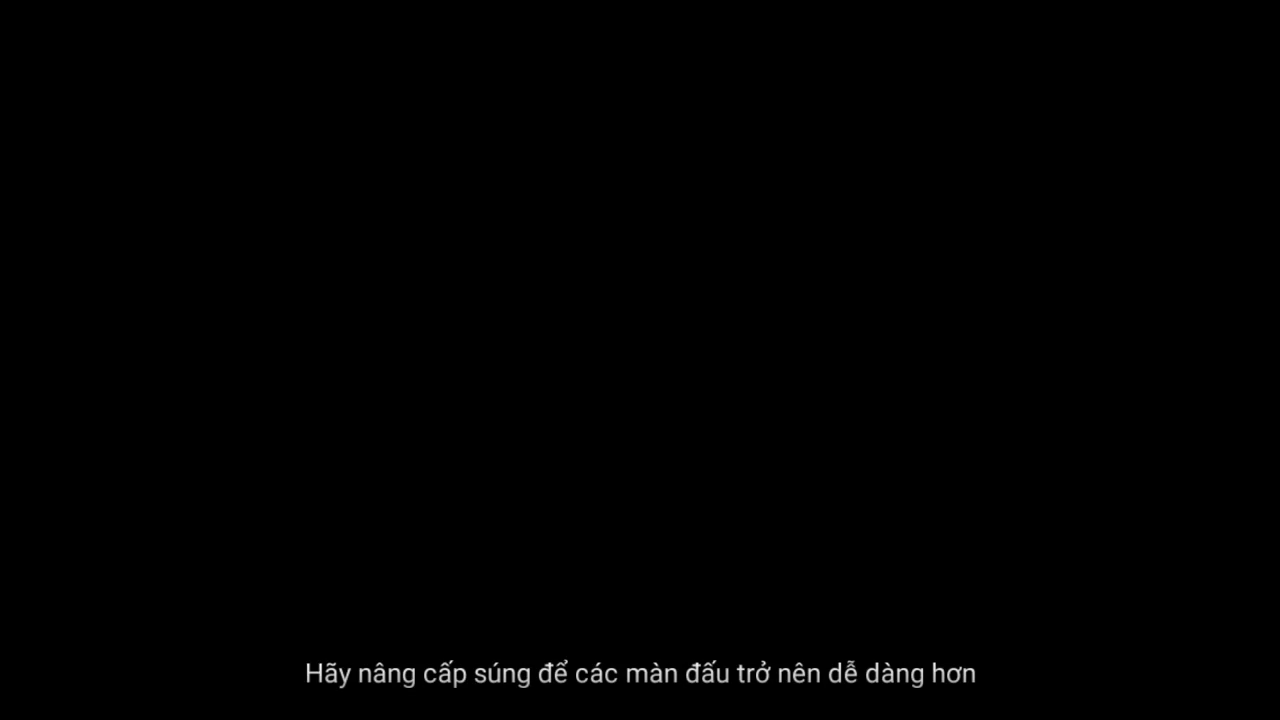 Hãy nâng cấp súng để các màn đấu trở nên dễ dàng hơn